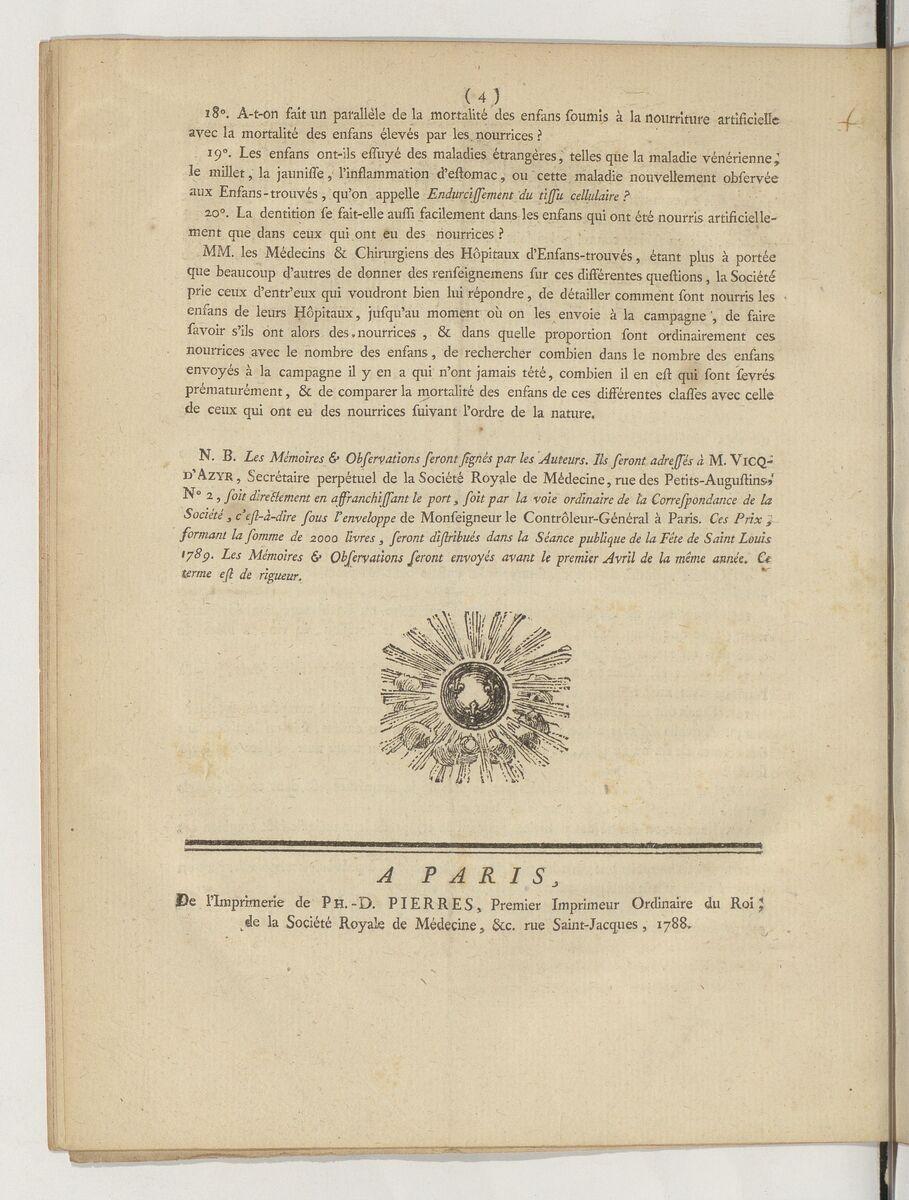 ( 4 )
18°. A-t-on fait un parallèle de la mortalité des enfans ſoumis à la nourriture artificielle
avec la mortalité des enfans élevés par les nourrices ?
19°. Les enfans ont-ils eſſuyé des maladies étrangères, telles que la maladie vénérienne,
le millet, la jauniſſe, l'inflammation d'eſtomac, ou cette maladie nouvellement obſervée
aux Enfans-trouvés, qu'on appelle Endurciſſement du tiſſu cellulaire ?
20°. La dentition ſe fait-elle auſſi facilement dans les enfans qui ont été nourris artificielle-
ment que dans ceux qui ont eu des nourrices ?
MM. les Médecins & Chirurgiens des Hôpitaux d'Enfans-trouvés, étant plus à portée
que beaucoup d'autres de donner des renſeignemens ſur ces différentes queſtions, la Société
prie ceux d'entr'eux qui voudront bien lui répondre, de détailler comment ſont nourris les
enfans de leurs Hôpitaux, juſqu'au moment où on les envoie à la campagne, de faire
ſavoir s'ils ont alors des nourrices, & dans quelle proportion ſont ordinairement ces
nourrices avec le nombre des enfans, de rechercher combien dans le nombre des enfans
envoyés à la campagne il y en a qui n'ont jamais tété, combien il en eſt qui ſont ſevrés
prématurément, & de comparer la mortalité des enfans de ces différentes claſſes avec celle
de ceux qui ont eu des nourrices ſuivant l'ordre de la nature.
N. B. Les Mémoires & Obſervations ſeront ſignés par les Auteurs. Ils ſeront adreſſés à M. VICQ-
D'AZYR, Secrétaire perpétuel de la Société Royale de Médecine, rue des Petits-Auguſtins,
N° 2, ſoit directement en affranchiſſant le port, ſoit par la voie ordinaire de la Correſpondance de la
Société, c'eſt-à-dire ſous l'enveloppe de Monſeigneur le Contrôleur-Général à Paris. Ces Prix,
formant la ſomme de 2000 livres, ſeront diſtribués dans la Séance publique de la Fête de Saint Louis
1789. Les Mémoires & Obſervations ſeront envoyés avant le premier Avril de la même année. Ce
terme eſt de rigueur.
A PARIS,
De l'Imprimerie de PH.-D. PIERRES, Premier Imprimeur Ordinaire du Roi,
de la Société Royale de Médecine, &c. rue Saint-Jacques, 1788.